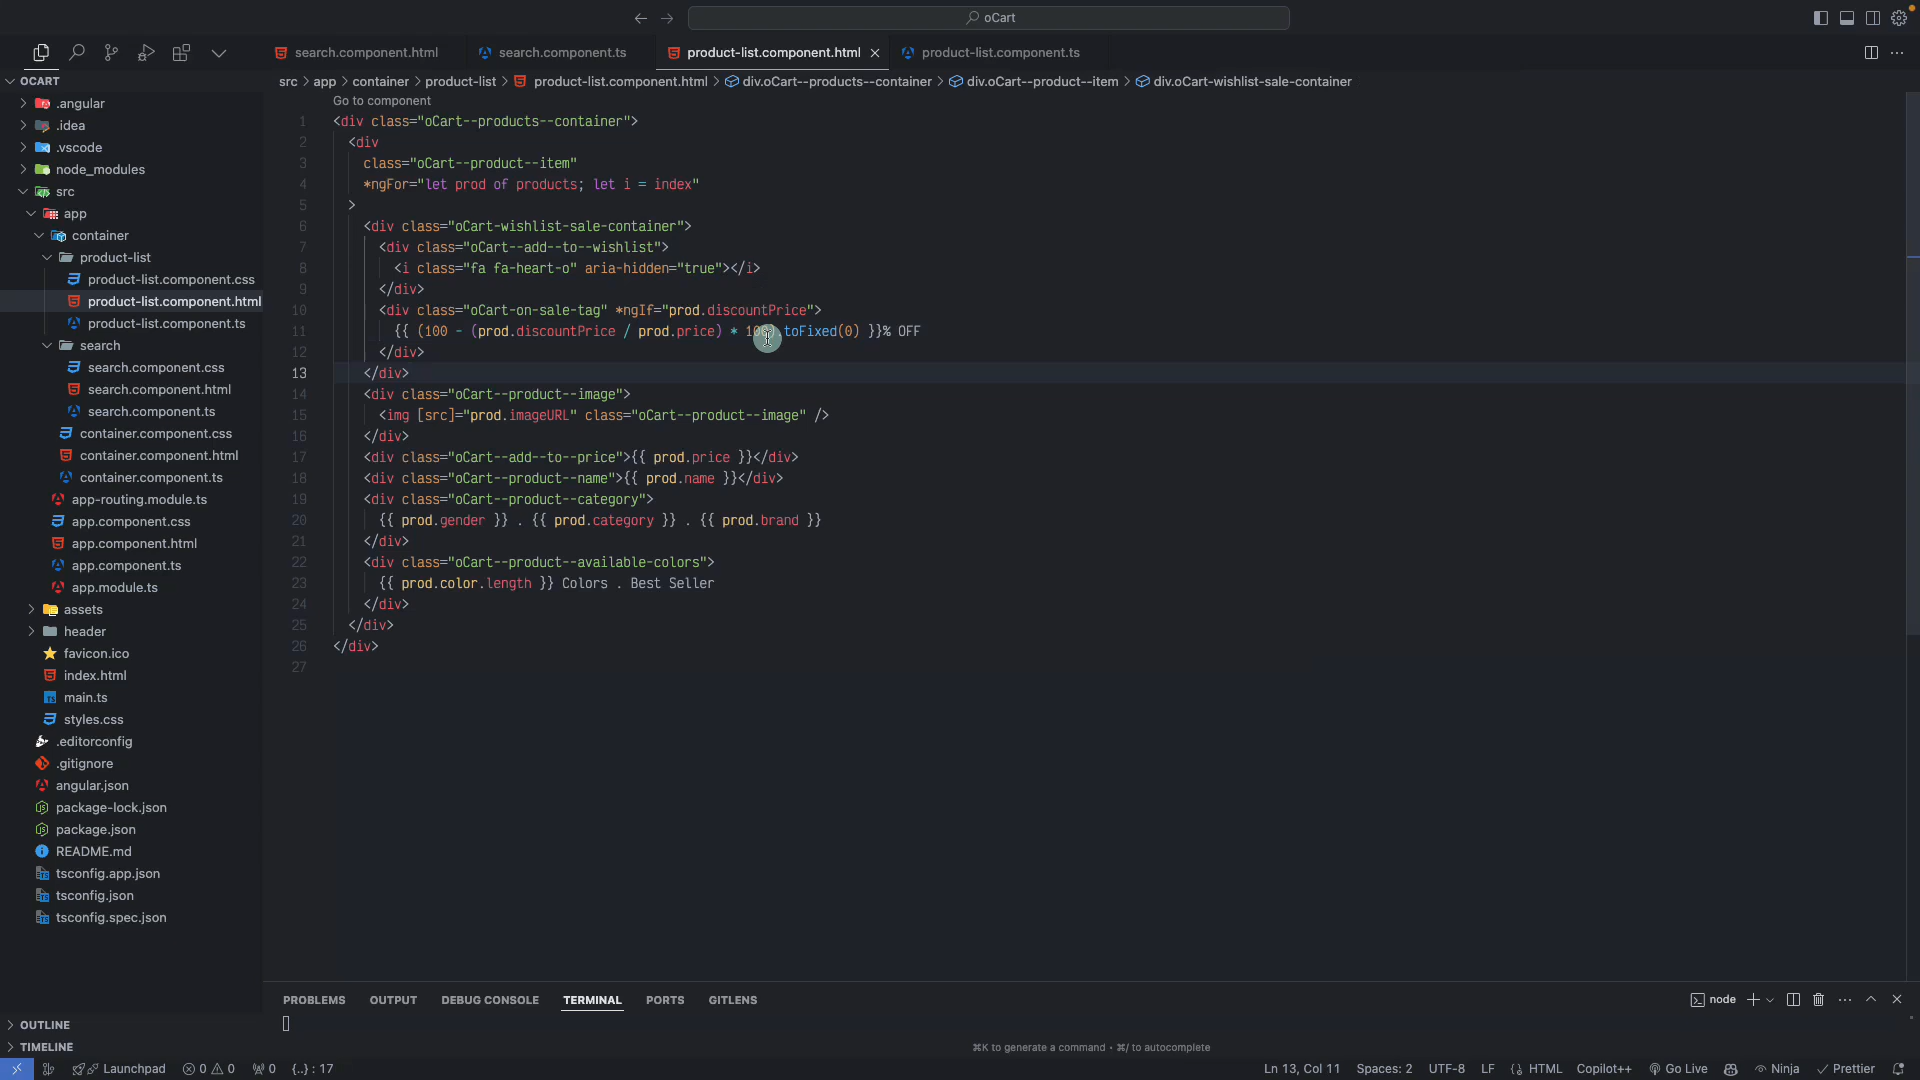 oCart
search.component.html
search.component.ts
product-list.component.html
product-list.component.ts
OCART
src > app > container > product-list > product-list.component.html > div.oCart--products--container > div.oCart--product--item > div.oCart-wishlist-sale-container
.angular
.idea
.vscode
node_modules
src
app
container
product-list
product-list.component.css
product-list.component.html
product-list.component.ts
search
search.component.css
search.component.html
search.component.ts
container.component.css
container.component.html
container.component.ts
app-routing.module.ts
app.component.css
app.component.html
app.component.ts
app.module.ts
assets
header
favicon.ico
index.html
main.ts
styles.css
.editorconfig
.gitignore
angular.json
package-lock.json
package.json
README.md
tsconfig.app.json
tsconfig.json
tsconfig.spec.json
OUTLINE
TIMELINE
Go to component
1 <div class="oCart--products--container">
2 <div
3 class="oCart--product--item"
4 *ngFor="let prod of products; let i = index"
5 >
6 <div class="oCart-wishlist-sale-container">
7 <div class="oCart--add--to--wishlist">
8 <i class="fa fa-heart-o" aria-hidden="true"></i>
9 </div>
10 <div class="oCart-on-sale-tag" *ngIf="prod.discountPrice">
11 {{ (100 - (prod.discountPrice / prod.price) * 100).toFixed(0) }}% OFF
12 </div>
13 </div>
14 <div class="oCart--product--image">
15 <img [src]="prod.imageURL" class="oCart--product--image" />
16 </div>
17 <div class="oCart--add--to--price">{{ prod.price }}</div>
18 <div class="oCart--product--name">{{ prod.name }}</div>
19 <div class="oCart--product--category">
20 {{ prod.gender }} . {{ prod.category }} . {{ prod.brand }}
21 </div>
22 <div class="oCart--product--available-colors">
23 {{ prod.color.length }} Colors . Best Seller
24 </div>
25 </div>
26 </div>
27
PROBLEMS OUTPUT DEBUG CONSOLE TERMINAL PORTS GITLENS
node
⌘K to generate a command • ⌘/ to autocomplete
Launchpad 0 0 0 {..} : 17
Ln 13, Col 11 Spaces: 2 UTF-8 LF HTML Copilot++ Go Live Ninja Prettier